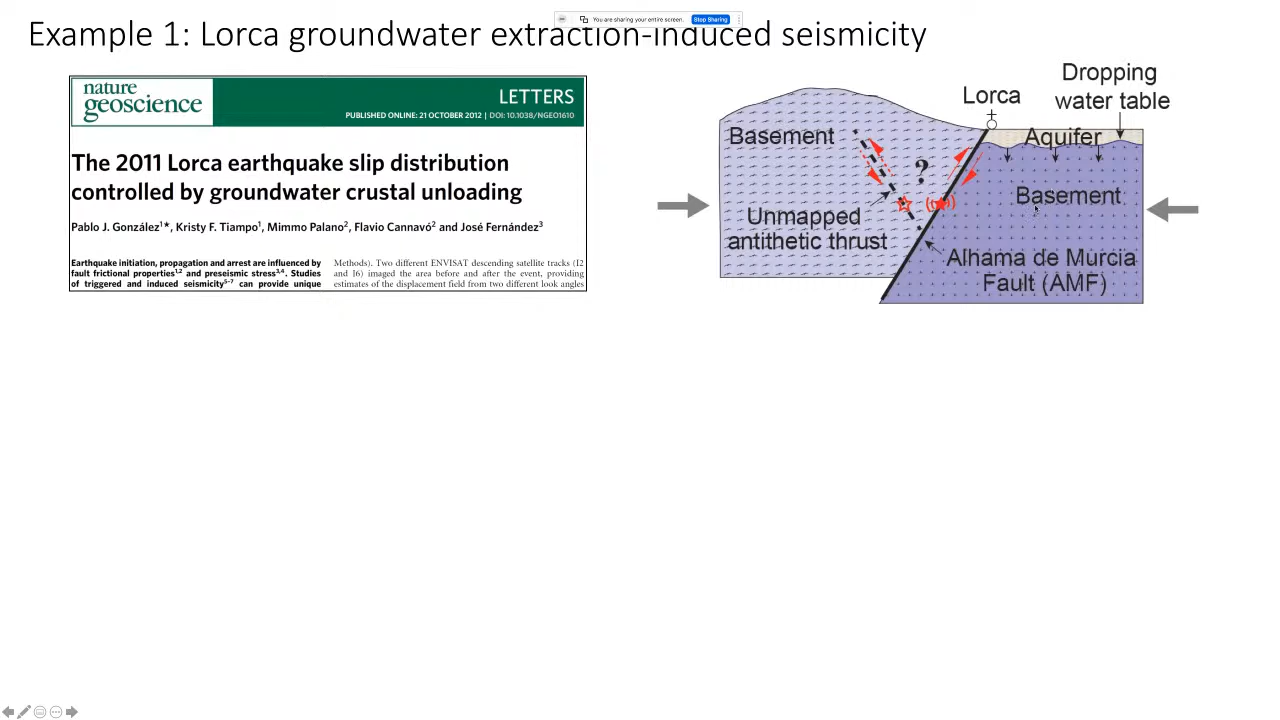 You are sharing your entire screen.
Stop Sharing
Example 1: Lorca groundwater extraction-induced seismicity
nature
geoscience
LETTERS
PUBLISHED ONLINE: 21 OCTOBER 2012 | DOI: 10.1038/NGEO1610
The 2011 Lorca earthquake slip distribution
controlled by groundwater crustal unloading
Pablo J. González1*, Kristy F. Tiampo1, Mimmo Palano2, Flavio Cannavó2 and José Fernández3
Earthquake initiation, propagation and arrest are influenced by
fault frictional properties1,2 and preseismic stress3,4. Studies
of triggered and induced seismicity5–7 can provide unique
Methods). Two different ENVISAT descending satellite tracks (I2
and I6) imaged the area before and after the event, providing
estimates of the displacement field from two different look angles
Dropping
water table
Lorca
Basement
Aquifer
?
Basement
Unmapped
antithetic thrust
Alhama de Murcia
Fault (AMF)